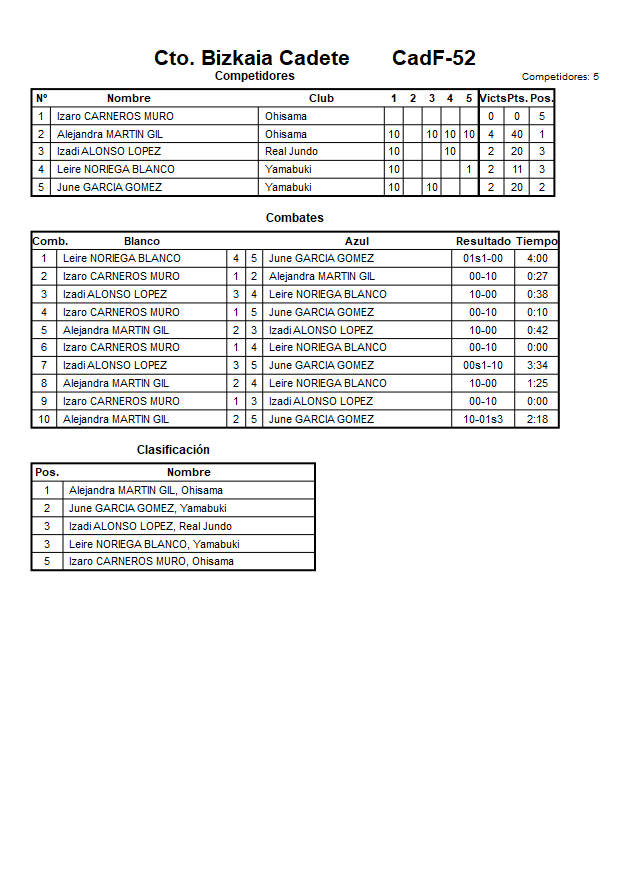 Cto. Bizkaia Cadete CadF-52
Competidores Competidores: 5
Nº Nombre Club 1 2 3 4 5 Victs Pts. Pos.
1 Izaro CARNEROS MURO Ohisama 0 0 5
2 Alejandra MARTIN GIL Ohisama 10 10 10 10 4 40 1
3 Izadi ALONSO LOPEZ Real Jundo 10 10 2 20 3
4 Leire NORIEGA BLANCO Yamabuki 10 1 2 11 3
5 June GARCIA GOMEZ Yamabuki 10 10 2 20 2
Combates
Comb. Blanco Azul Resultado Tiempo
1 Leire NORIEGA BLANCO 4 5 June GARCIA GOMEZ 01s1-00 4:00
2 Izaro CARNEROS MURO 1 2 Alejandra MARTIN GIL 00-10 0:27
3 Izadi ALONSO LOPEZ 3 4 Leire NORIEGA BLANCO 10-00 0:38
4 Izaro CARNEROS MURO 1 5 June GARCIA GOMEZ 00-10 0:10
5 Alejandra MARTIN GIL 2 3 Izadi ALONSO LOPEZ 10-00 0:42
6 Izaro CARNEROS MURO 1 4 Leire NORIEGA BLANCO 00-10 0:00
7 Izadi ALONSO LOPEZ 3 5 June GARCIA GOMEZ 00s1-10 3:34
8 Alejandra MARTIN GIL 2 4 Leire NORIEGA BLANCO 10-00 1:25
9 Izaro CARNEROS MURO 1 3 Izadi ALONSO LOPEZ 00-10 0:00
10 Alejandra MARTIN GIL 2 5 June GARCIA GOMEZ 10-01s3 2:18
Clasificación
Pos. Nombre
1 Alejandra MARTIN GIL, Ohisama
2 June GARCIA GOMEZ, Yamabuki
3 Izadi ALONSO LOPEZ, Real Jundo
3 Leire NORIEGA BLANCO, Yamabuki
5 Izaro CARNEROS MURO, Ohisama